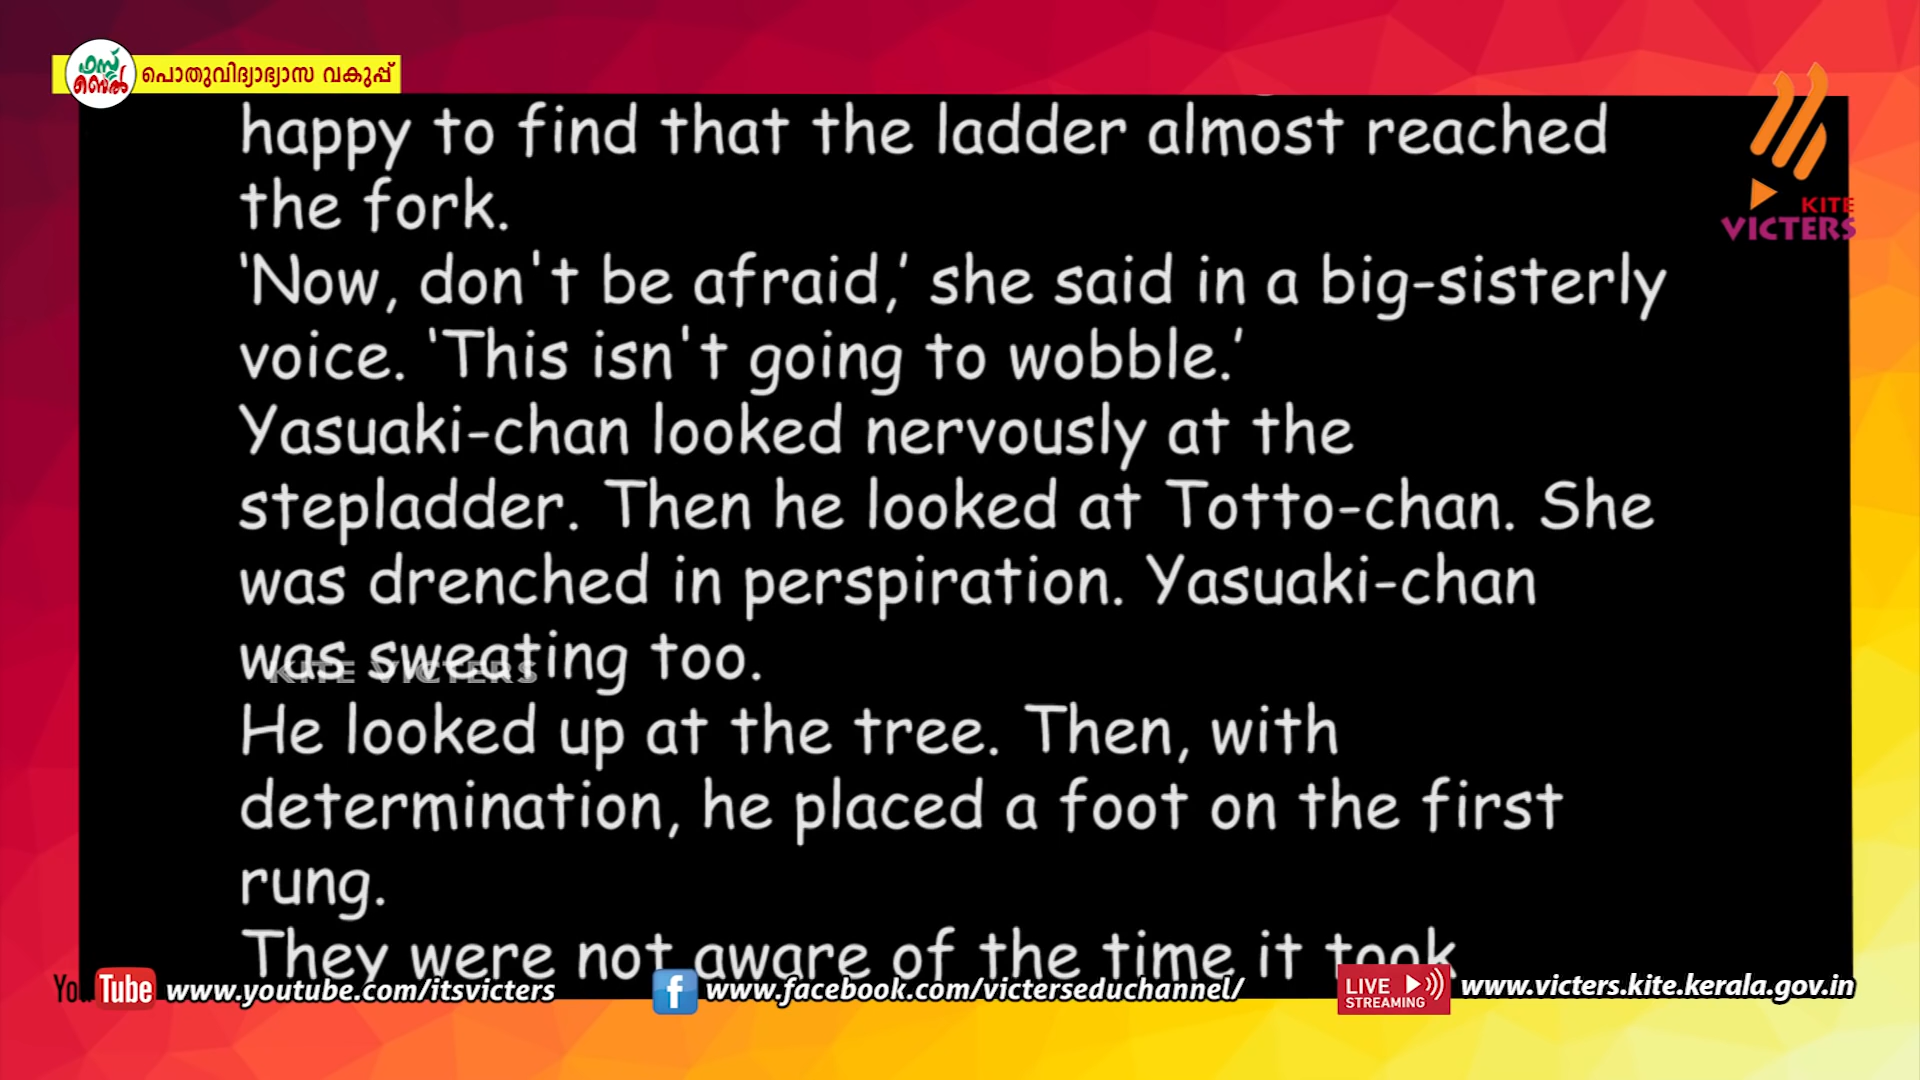 ഫസ്റ്റ് ബെൽ
പൊതുവിദ്യാഭ്യാസ വകുപ്പ്
happy to find that the ladder almost reached
the fork.
'Now, don't be afraid,' she said in a big-sisterly
voice. 'This isn't going to wobble.'
Yasuaki-chan looked nervously at the
stepladder. Then he looked at Totto-chan. She
was drenched in perspiration. Yasuaki-chan
was sweating too.
He looked up at the tree. Then, with
determination, he placed a foot on the first
rung.
They were not aware of the time it took
KITE
VICTERS
KITE VICTERS
YouTube www.youtube.com/itsvicters
f www.facebook.com/victerseduchannel/
LIVE STREAMING www.victers.kite.kerala.gov.in